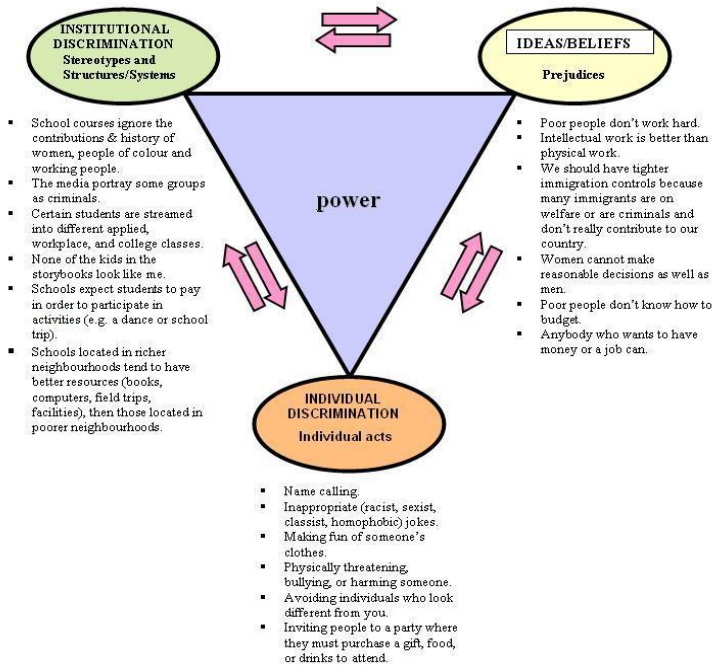 INSTITUTIONAL
DISCRIMINATION
Stereotypes and
Structures/Systems
IDEAS/BELIEFS
Prejudices
▪ School courses ignore the
contributions & history of
women, people of colour and
working people.
▪ The media portray some groups
as criminals.
▪ Certain students are streamed
into different applied,
workplace, and college classes.
▪ None of the kids in the
storybooks look like me.
▪ Schools expect students to pay
in order to participate in
activities (e.g. a dance or school
trip).
▪ Schools located in richer
neighbourhoods tend to have
better resources (books,
computers, field trips,
facilities), then those located in
poorer neighbourhoods.
power
▪ Poor people don't work hard.
▪ Intellectual work is better than
physical work.
▪ We should have tighter
immigration controls because
many immigrants are on
welfare or are criminals and
don't really contribute to our
country.
▪ Women cannot make
reasonable decisions as well as
men.
▪ Poor people don't know how to
budget.
▪ Anybody who wants to have
money or a job can.
INDIVIDUAL
DISCRIMINATION
Individual acts
▪ Name calling.
▪ Inappropriate (racist, sexist,
classist, homophobic) jokes.
▪ Making fun of someone's
clothes.
▪ Physically threatening,
bullying, or harming someone.
▪ Avoiding individuals who look
different from you.
▪ Inviting people to a party where
they must purchase a gift, food,
or drinks to attend.